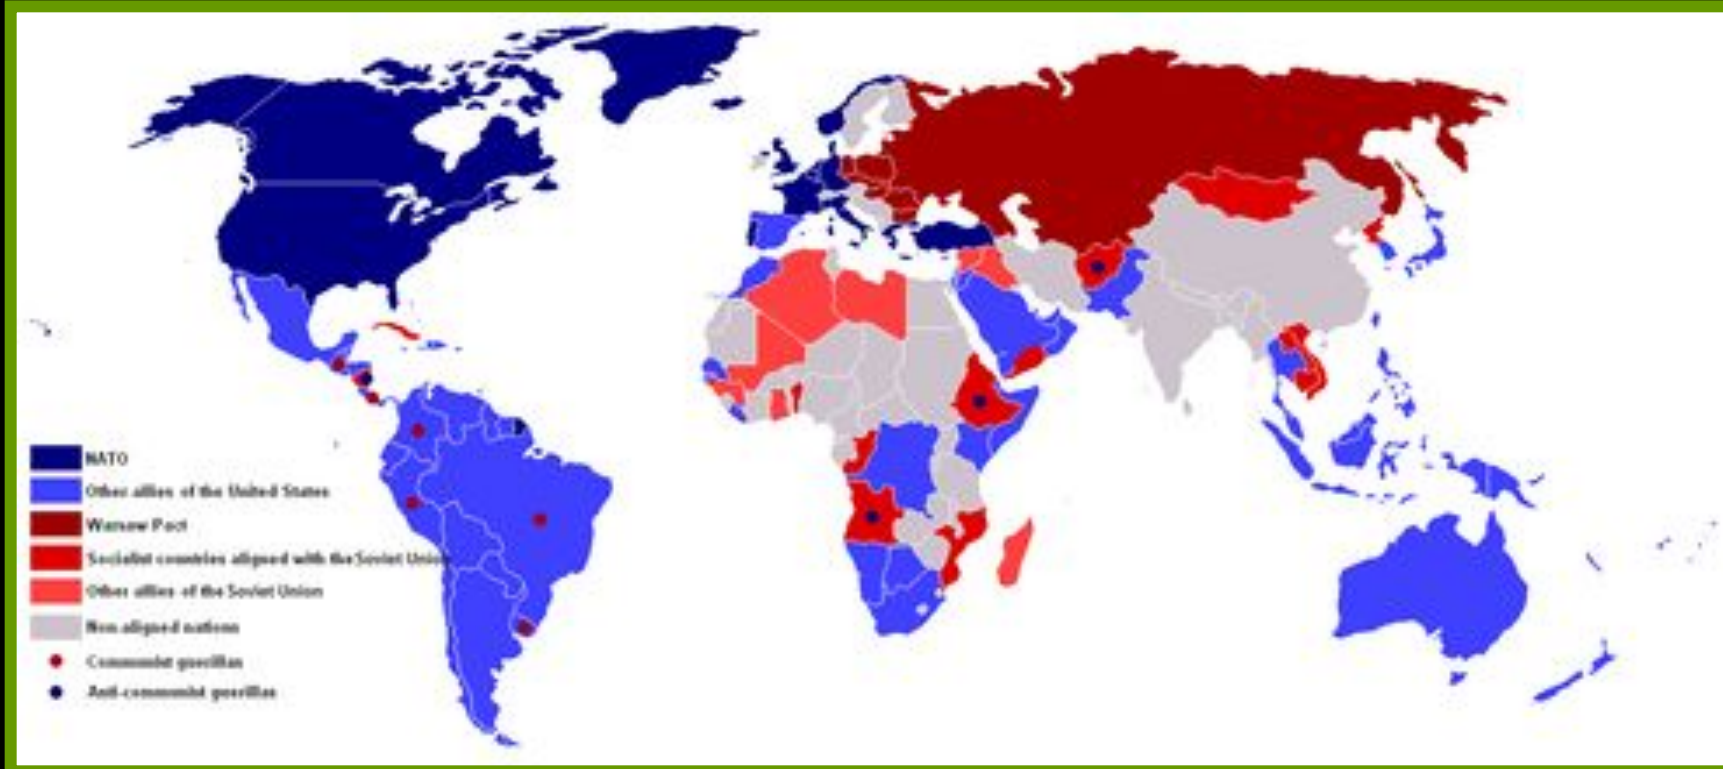 NATO
Other allies of the United States
Warsaw Pact
Socialist countries aligned with the Soviet Union
Other allies of the Soviet Union
Non-aligned nations
Communist guerillas
Anti-communist guerillas